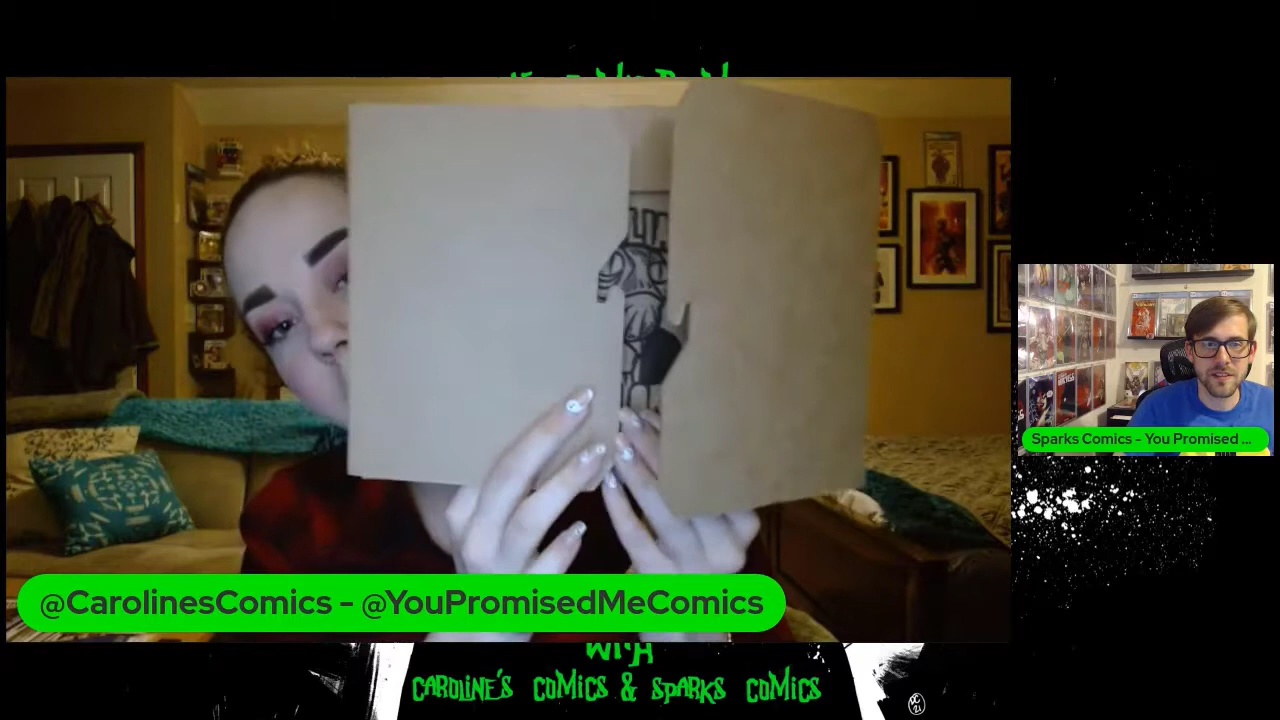 @CarolinesComics - @YouPromisedMeComics
Sparks Comics - You Promised ...
WITH
CAROLINE'S COMICS & SPARKS COMICS